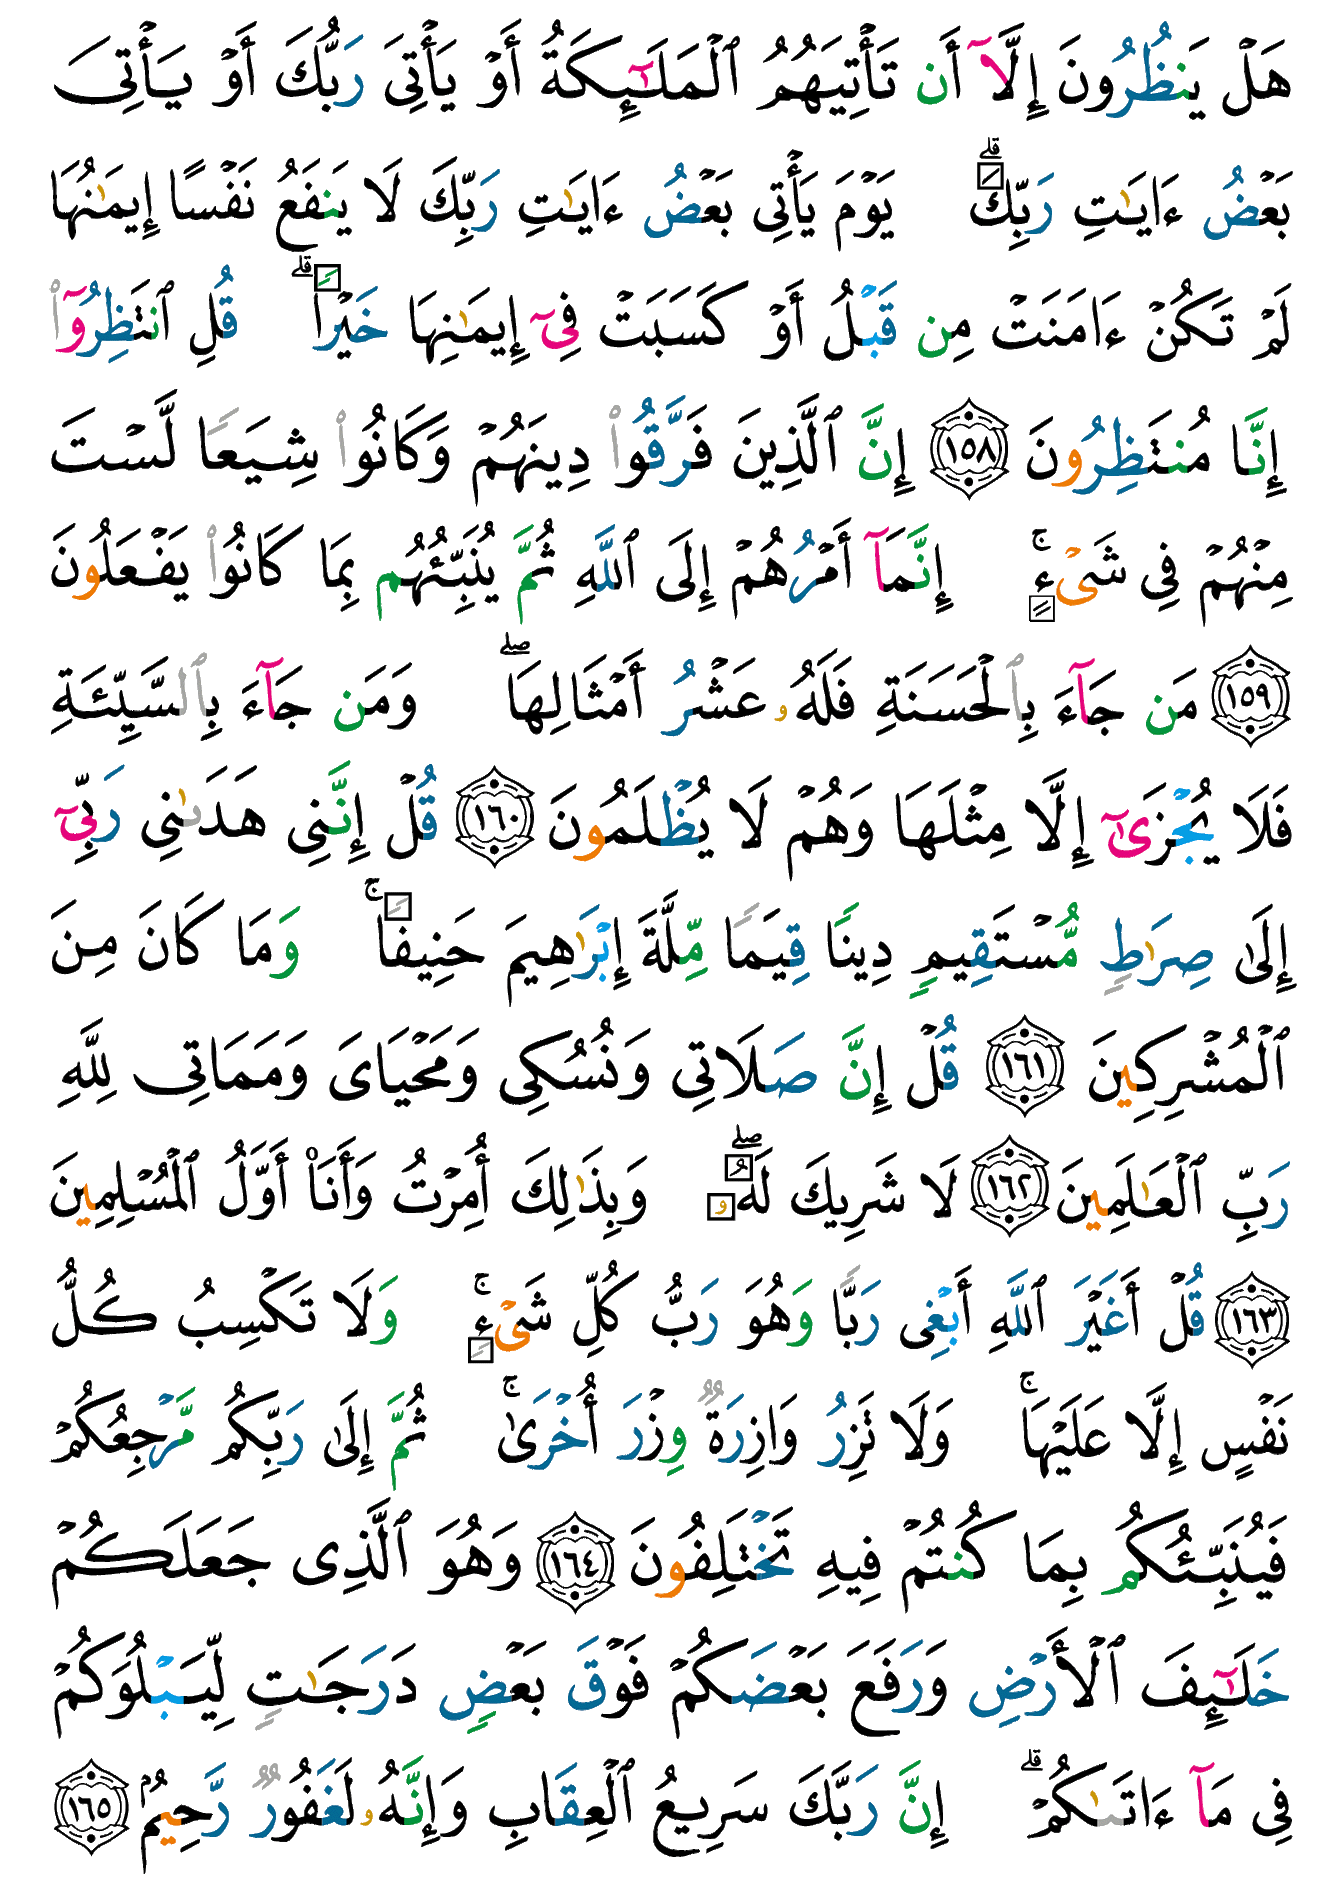 هَلْ يَنظُرُونَ إِلَّآ أَن تَأْتِيَهُمُ ٱلْمَلَـٰٓئِكَةُ أَوْ يَأْتِىَ رَبُّكَ أَوْ يَأْتِىَ
بَعْضُ ءَايَـٰتِ رَبِّكَ ۗ يَوْمَ يَأْتِى بَعْضُ ءَايَـٰتِ رَبِّكَ لَا يَنفَعُ نَفْسًا إِيمَـٰنُهَا
لَمْ تَكُنْ ءَامَنَتْ مِن قَبْلُ أَوْ كَسَبَتْ فِىٓ إِيمَـٰنِهَا خَيْرًا ۗ قُلِ ٱنتَظِرُوٓا۟
إِنَّا مُنتَظِرُونَ ١٥٨ إِنَّ ٱلَّذِينَ فَرَّقُوا۟ دِينَهُمْ وَكَانُوا۟ شِيَعًا لَّسْتَ
مِنْهُمْ فِى شَىْءٍ ۚ إِنَّمَآ أَمْرُهُمْ إِلَى ٱللَّهِ ثُمَّ يُنَبِّئُهُم بِمَا كَانُوا۟ يَفْعَلُونَ
١٥٩ مَن جَآءَ بِٱلْحَسَنَةِ فَلَهُۥ عَشْرُ أَمْثَالِهَا ۖ وَمَن جَآءَ بِٱلسَّيِّئَةِ
فَلَا يُجْزَىٰٓ إِلَّا مِثْلَهَا وَهُمْ لَا يُظْلَمُونَ ١٦٠ قُلْ إِنَّنِى هَدَىٰنِى رَبِّىٓ
إِلَىٰ صِرَٰطٍ مُّسْتَقِيمٍ دِينًا قِيَمًا مِّلَّةَ إِبْرَٰهِيمَ حَنِيفًا ۚ وَمَا كَانَ مِنَ
ٱلْمُشْرِكِينَ ١٦١ قُلْ إِنَّ صَلَاتِى وَنُسُكِى وَمَحْيَاىَ وَمَمَاتِى لِلَّهِ
رَبِّ ٱلْعَـٰلَمِينَ ١٦٢ لَا شَرِيكَ لَهُۥ ۖ وَبِذَٰلِكَ أُمِرْتُ وَأَنَا۠ أَوَّلُ ٱلْمُسْلِمِينَ
١٦٣ قُلْ أَغَيْرَ ٱللَّهِ أَبْغِى رَبًّا وَهُوَ رَبُّ كُلِّ شَىْءٍ ۚ وَلَا تَكْسِبُ كُلُّ
نَفْسٍ إِلَّا عَلَيْهَا ۚ وَلَا تَزِرُ وَازِرَةٌ وِزْرَ أُخْرَىٰ ۚ ثُمَّ إِلَىٰ رَبِّكُم مَّرْجِعُكُمْ
فَيُنَبِّئُكُم بِمَا كُنتُمْ فِيهِ تَخْتَلِفُونَ ١٦٤ وَهُوَ ٱلَّذِى جَعَلَكُمْ
خَلَـٰٓئِفَ ٱلْأَرْضِ وَرَفَعَ بَعْضَكُمْ فَوْقَ بَعْضٍ دَرَجَـٰتٍ لِّيَبْلُوَكُمْ
فِى مَآ ءَاتَىٰكُمْ ۗ إِنَّ رَبَّكَ سَرِيعُ ٱلْعِقَابِ وَإِنَّهُۥ لَغَفُورٌ رَّحِيمٌۢ ١٦٥